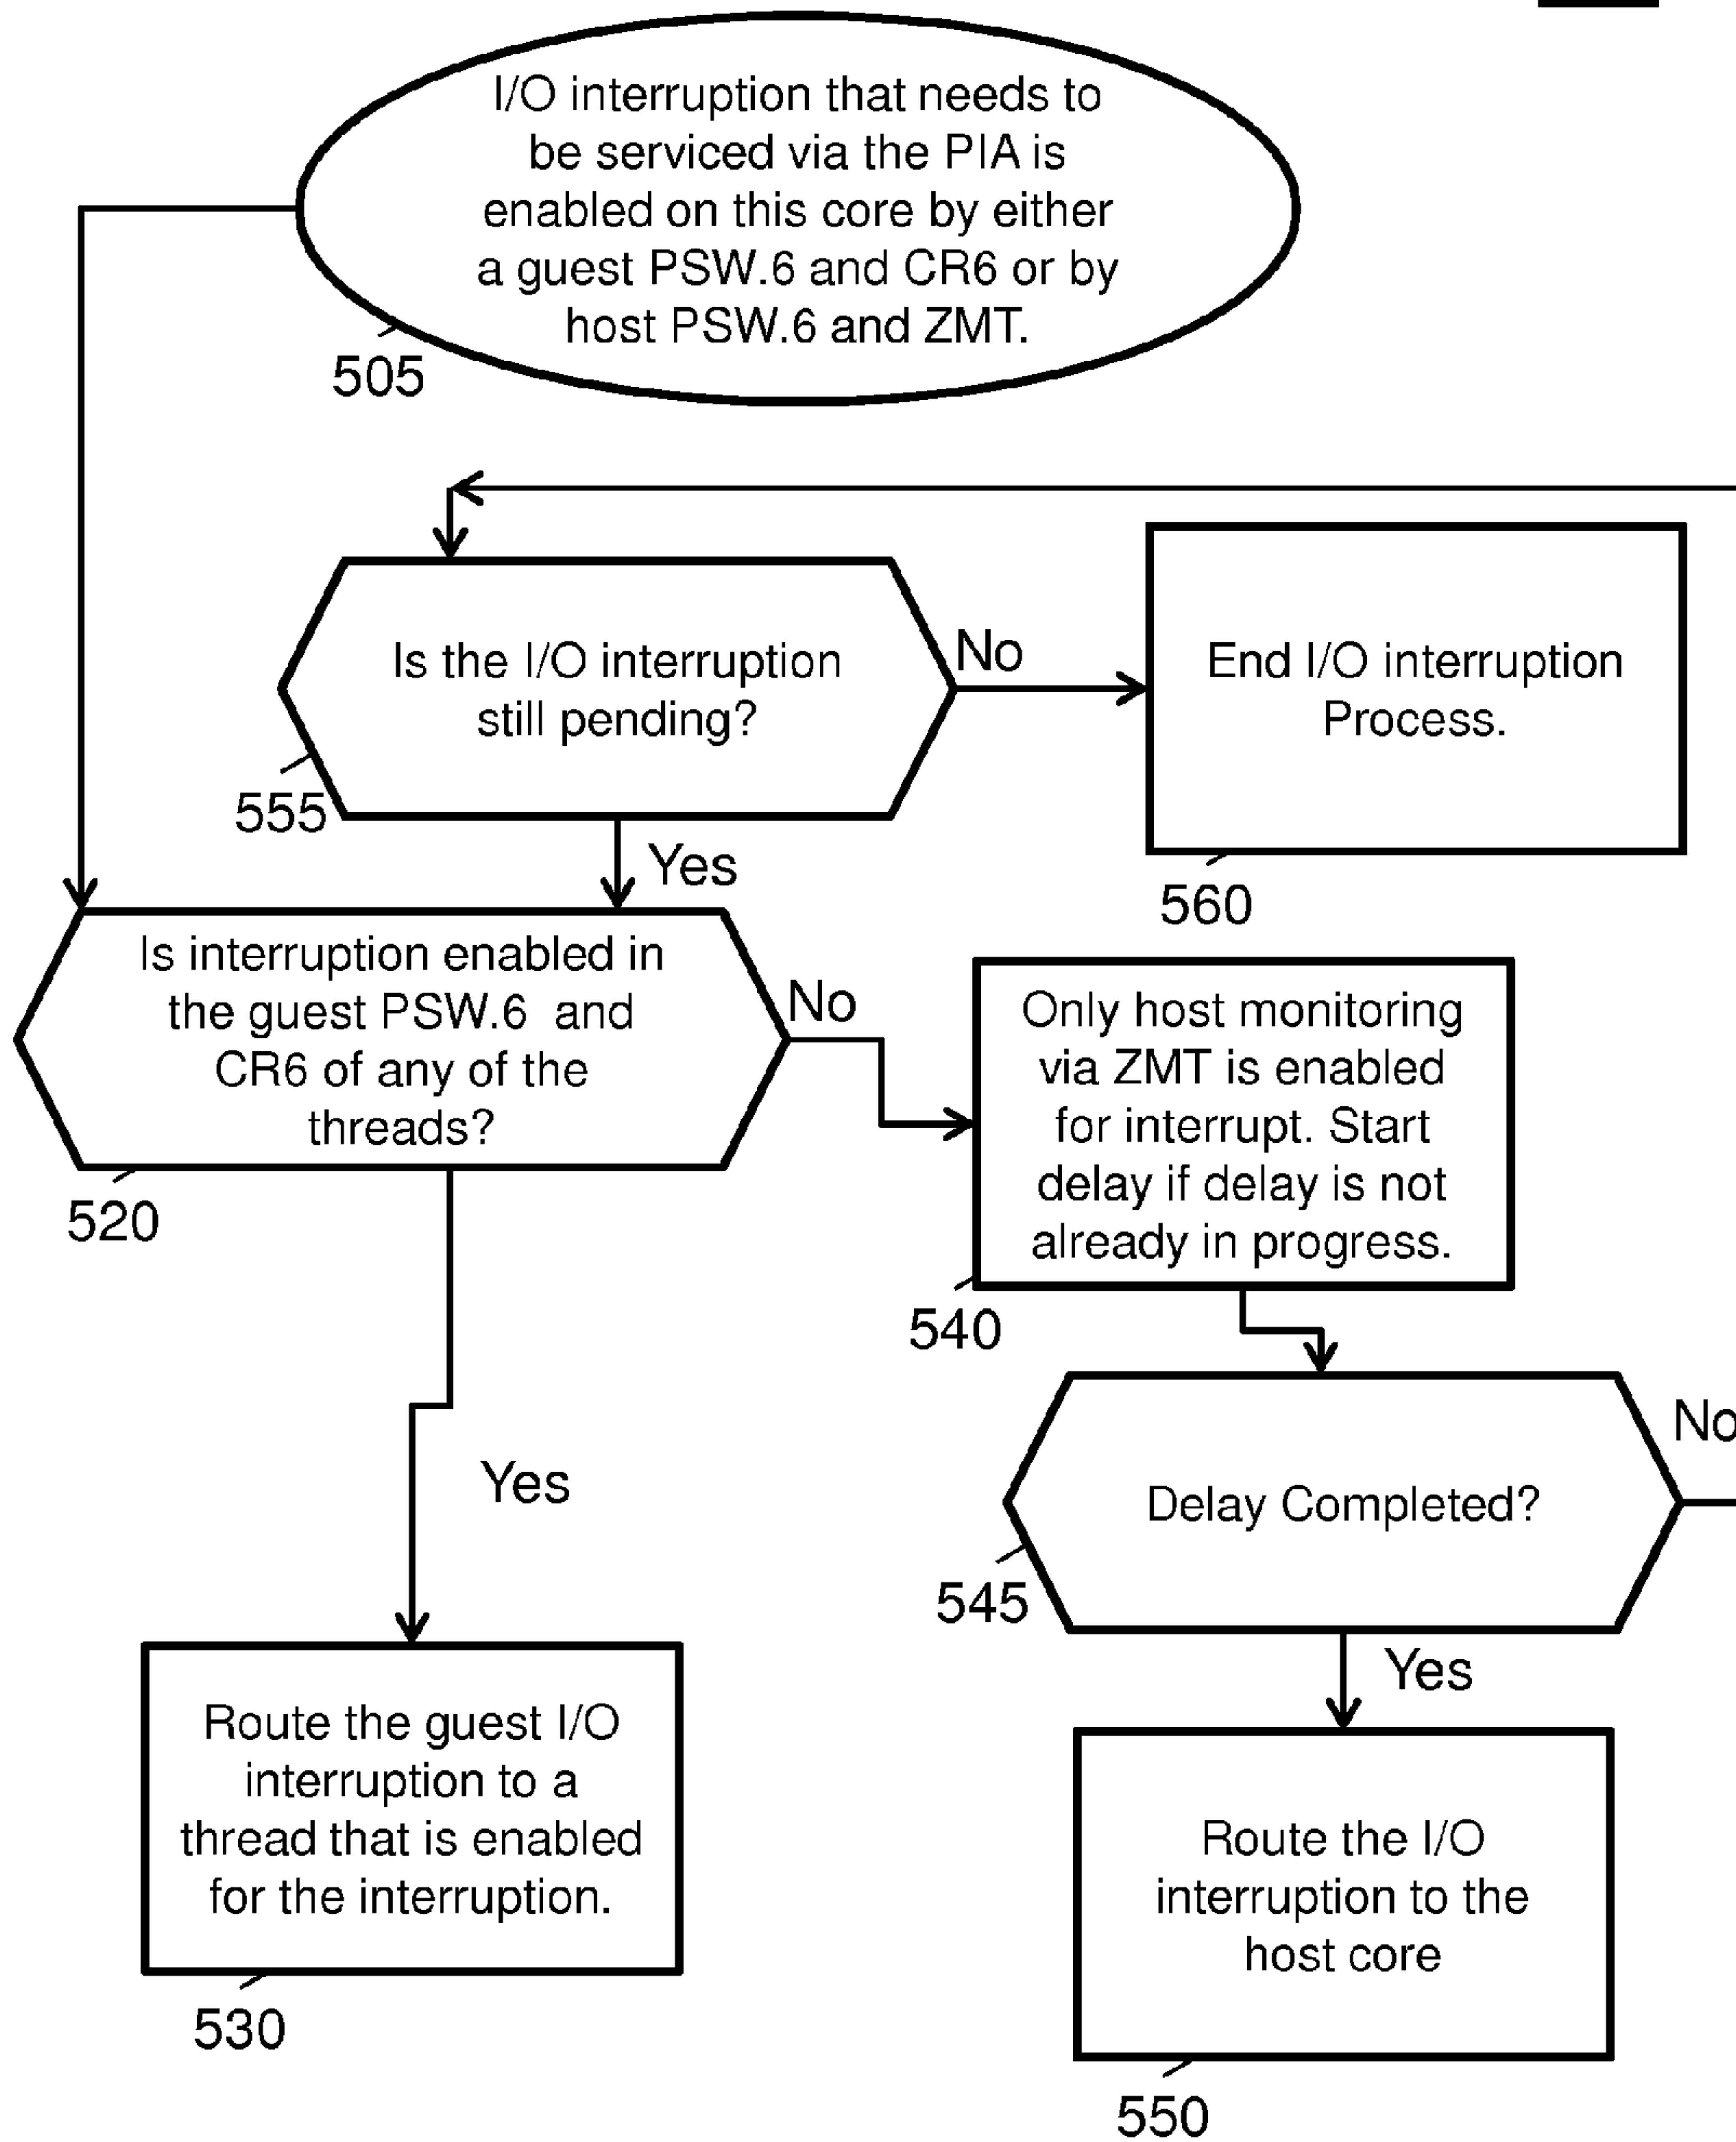 I/O interruption that needs to
be serviced via the PIA is
enabled on this core by either
a guest PSW.6 and CR6 or by
host PSW.6 and ZMT.
505
Is the I/O interruption
still pending?
No
555
Yes
End I/O interruption
Process.
560
Is interruption enabled in
the guest PSW.6 and
CR6 of any of the
threads?
No
520
Yes
Only host monitoring
via ZMT is enabled
for interrupt. Start
delay if delay is not
already in progress.
540
Delay Completed?
No
545
Yes
Route the guest I/O
interruption to a
thread that is enabled
for the interruption.
530
Route the I/O
interruption to the
host core
550